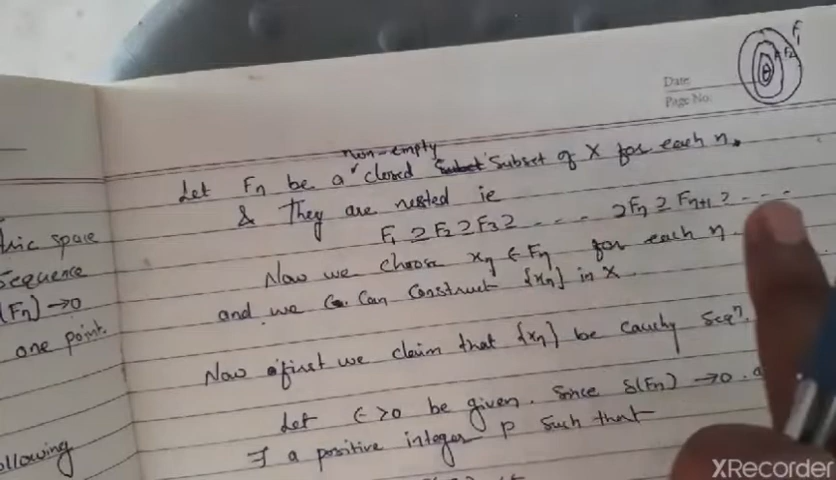 Date
Page No.
F1
F2
non-empty
Let Fn be a closed Subset of X for each n.
& They are nested ie
F1 ⊇ F2 ⊇ F3 ⊇ - - - - ⊇ Fn ⊇ Fn+1 ⊇ - - -
Now we choose xn ∈ Fn for each n
and we Can Construct {xn} in X.
Now first we claim that {xn} be Cauchy Seqn.
Let ϵ >0 be given. Since δ(Fn) → 0.
∃ a positive integer p such that
tric space
Sequence
(Fn) → 0
one point.
ollowing
XRecorder